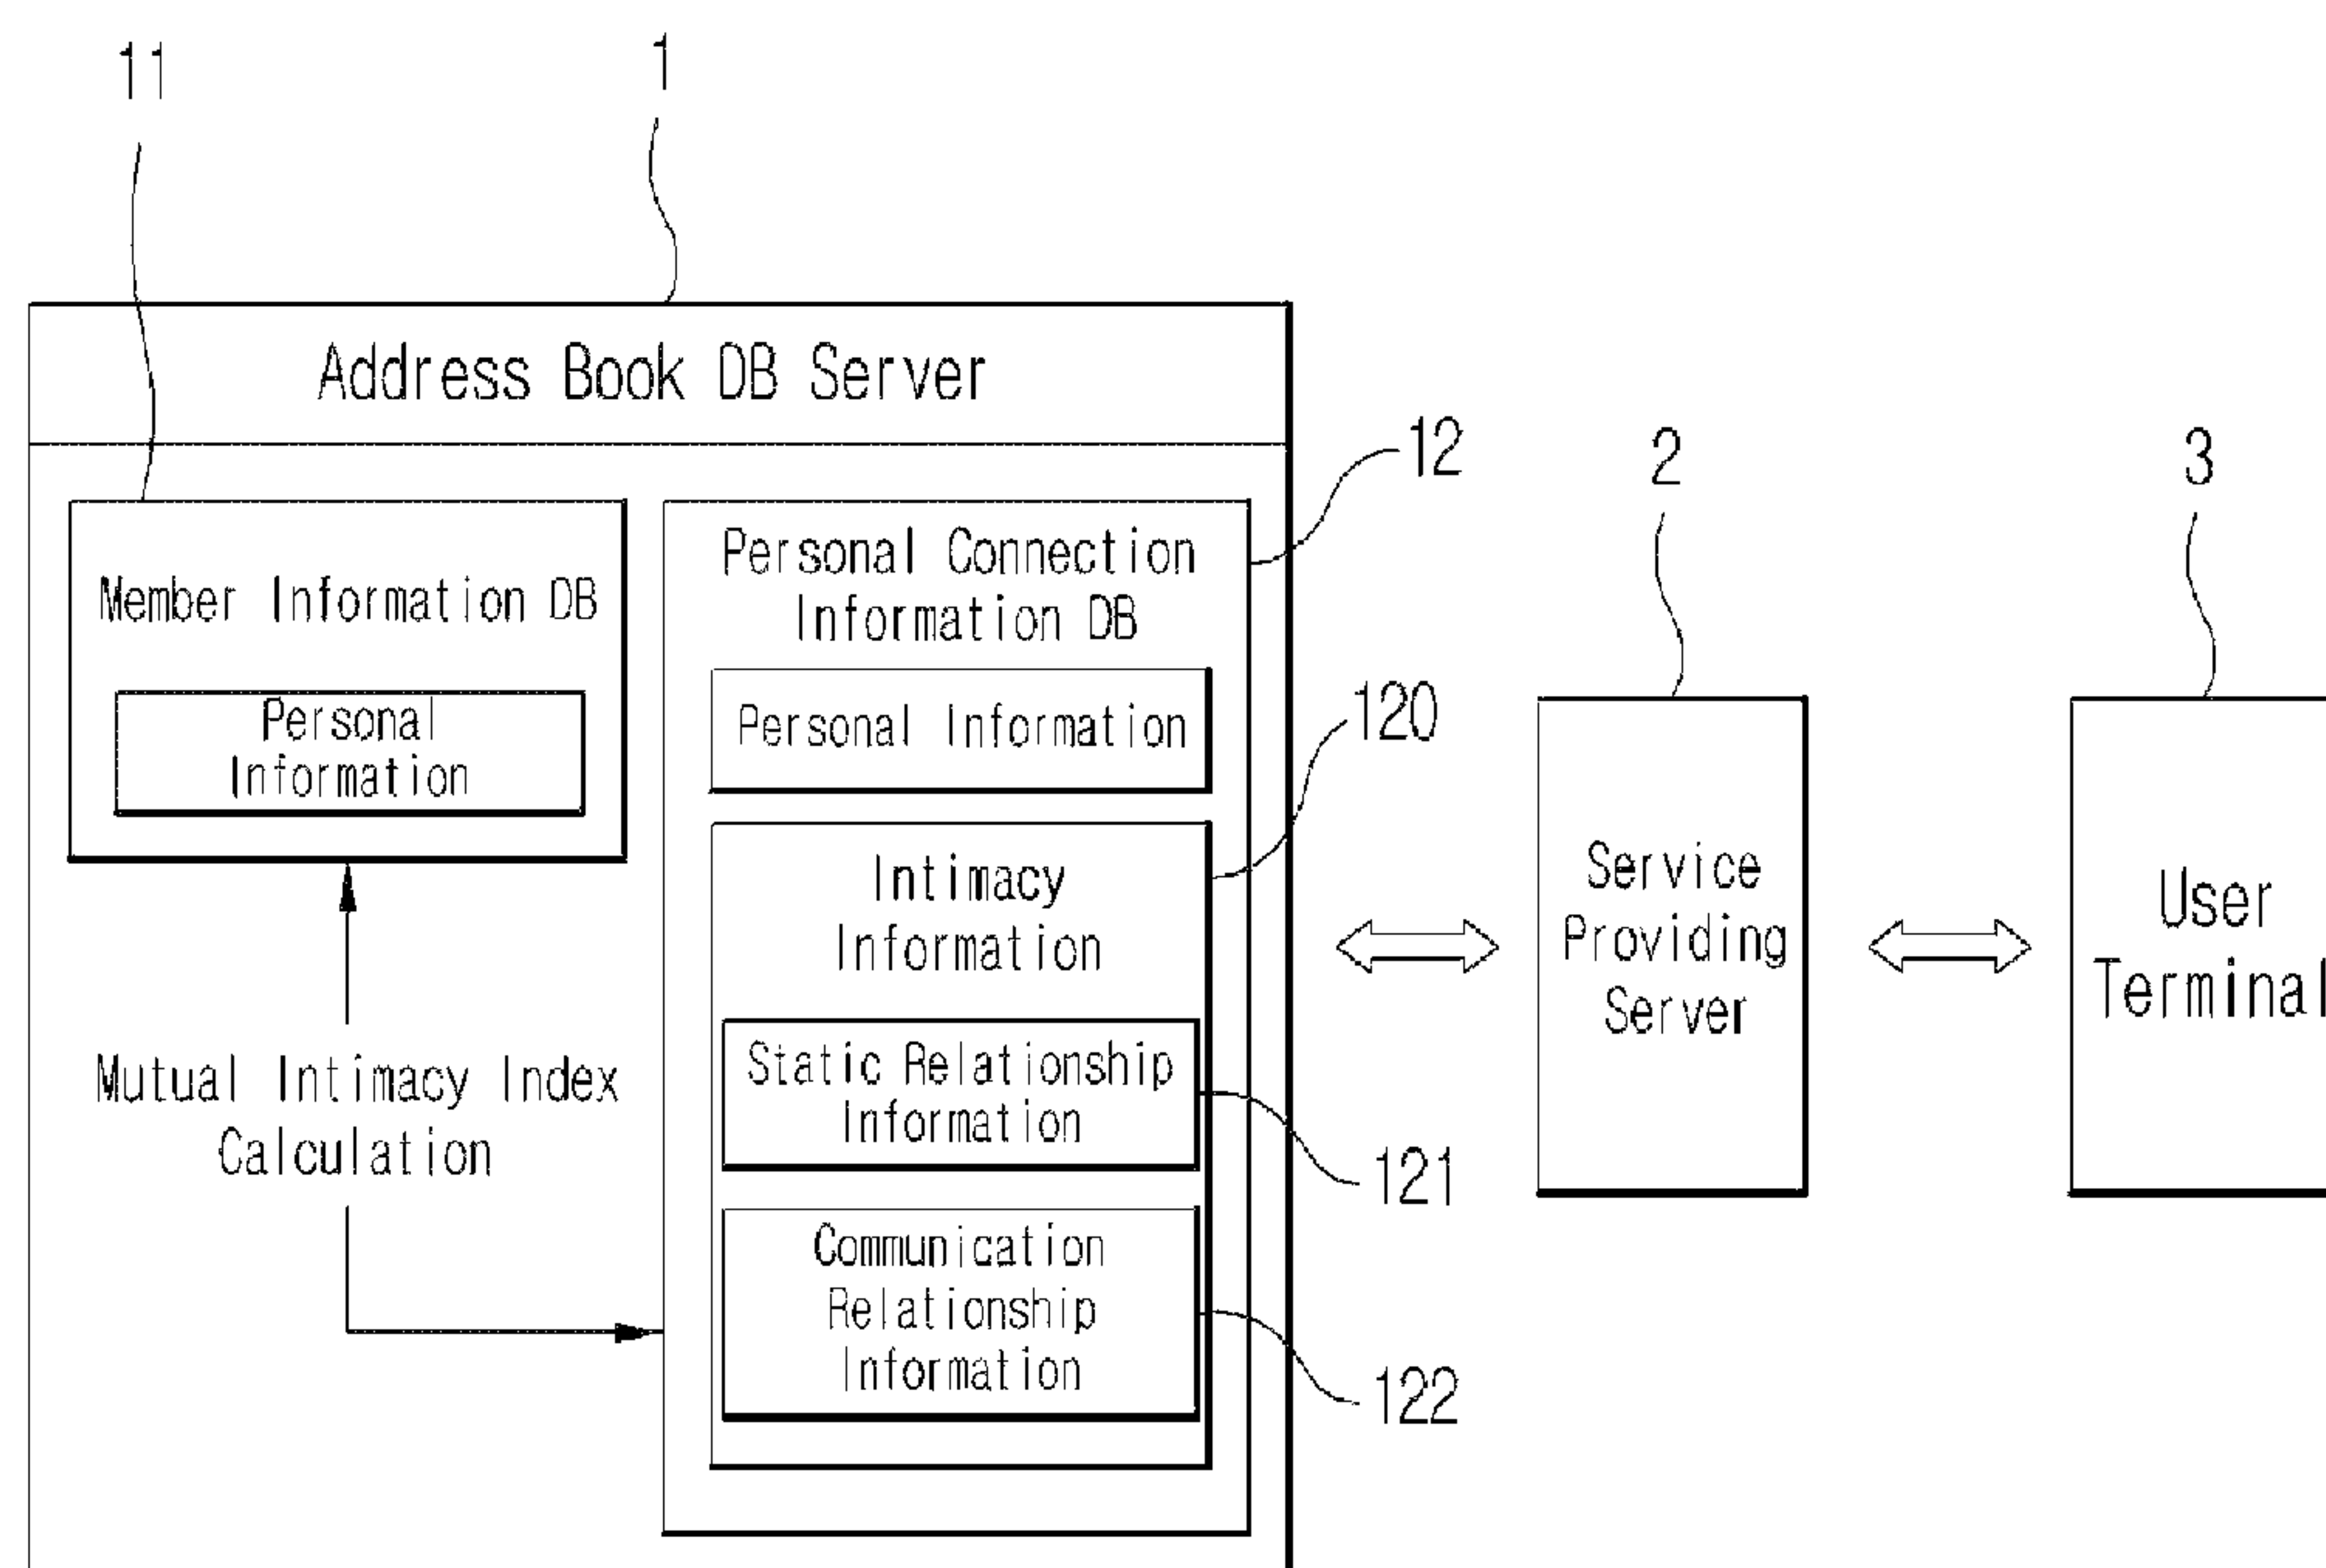 11
1
Address Book DB Server
12
2
3
Member Information DB
Personal
Information
Personal Connection
Information DB
Personal Information
120
Intimacy
Information
Static Relationship
Information
121
Communication
Relationship
Information
122
Mutual Intimacy Index
Calculation
Service
Providing
Server
User
Terminal